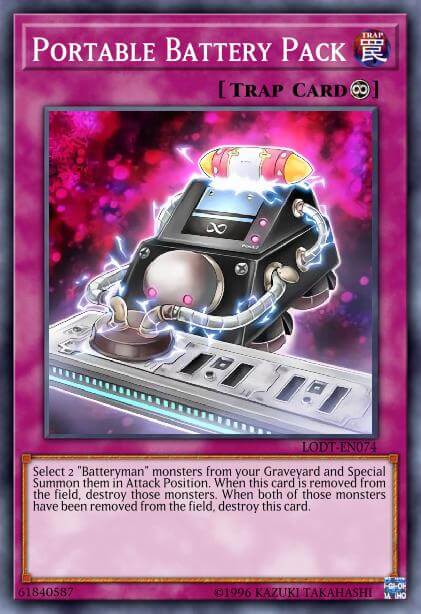 PORTABLE BATTERY PACK
TRAP
罠
[TRAP CARD∞]
∞
LODT-EN074
Select 2 "Batteryman" monsters from your Graveyard and Special
Summon them in Attack Position. When this card is removed from
the field, destroy those monsters. When both of those monsters
have been removed from the field, destroy this card.
61840587
©1996 KAZUKI TAKAHASHI